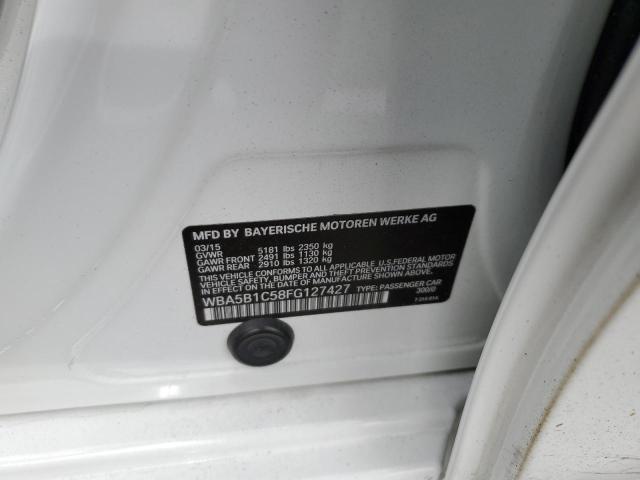 MFD BY BAYERISCHE MOTOREN WERKE AG
03/15
GVWR 5181 lbs 2350 kg
GAWR FRONT 2491 lbs 1130 kg
GAWR REAR 2910 lbs 1320 kg
THIS VEHICLE CONFORMS TO ALL APPLICABLE U.S.FEDERAL MOTOR
VEHICLE SAFETY, BUMPER, AND THEFT PREVENTION STANDARDS
IN EFFECT ON THE DATE OF MANUFACTURE SHOWN ABOVE.
WBA5B1C58FG127427 TYPE: PASSENGER CAR
300/0